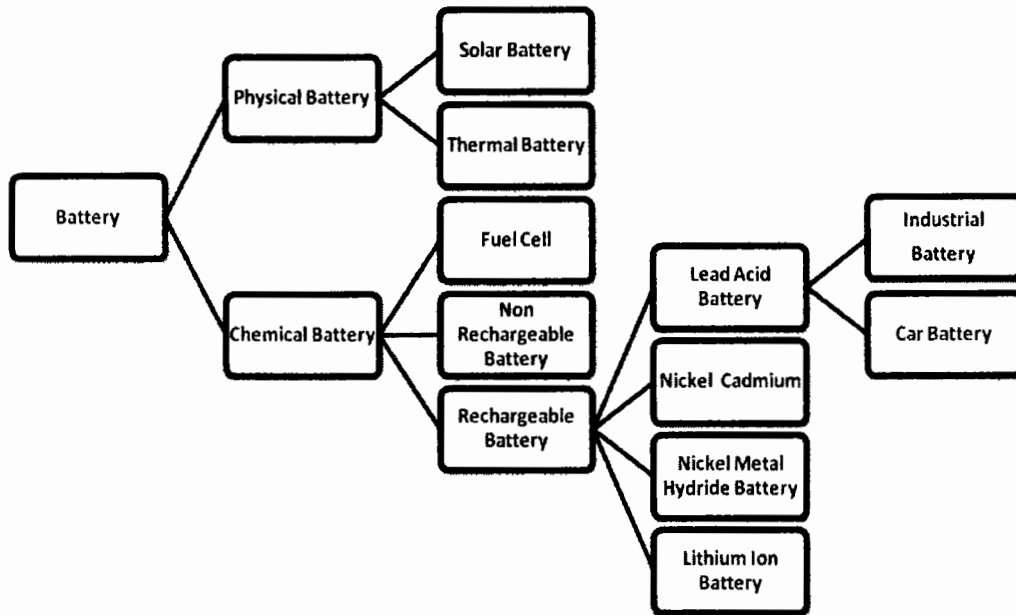 Solar Battery
Physical Battery
Thermal Battery
Battery
Fuel Cell
Chemical Battery
Non
Rechargeable
Battery
Rechargeable
Battery
Lead Acid
Battery
Nickel Cadmium
Nickel Metal
Hydride Battery
Lithium Ion
Battery
Industrial
Battery
Car Battery